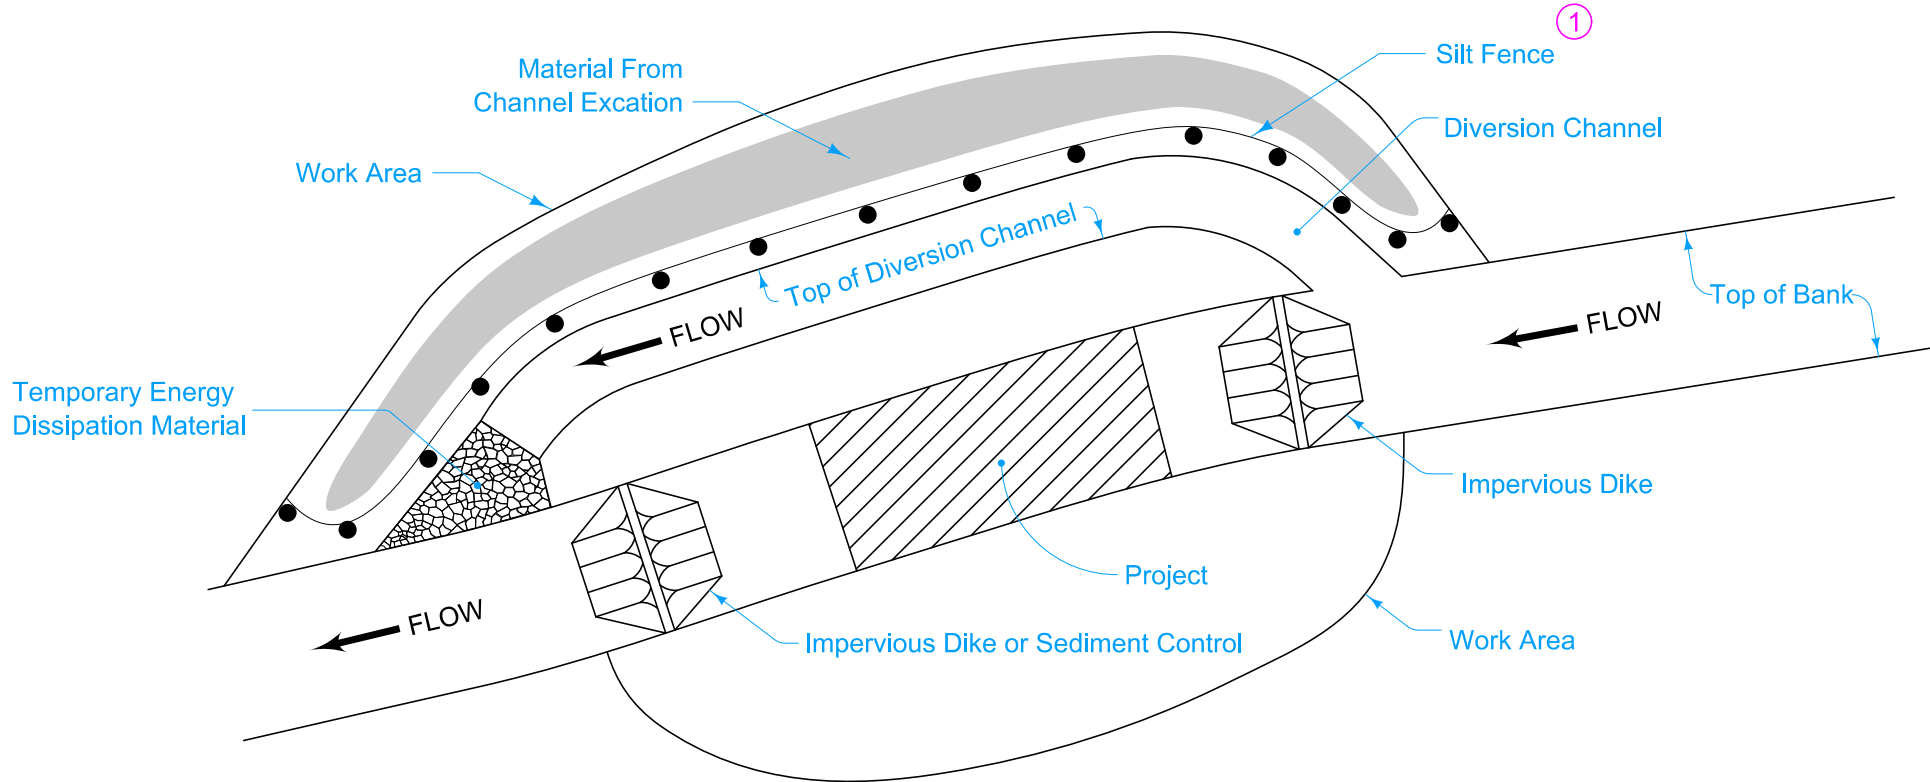 1
Silt Fence
Material From
Channel Excation
Diversion Channel
Work Area
Top of Diversion Channel
Top of Bank
FLOW
FLOW
Temporary Energy
Dissipation Material
Impervious Dike
Project
FLOW
Impervious Dike or Sediment Control
Work Area